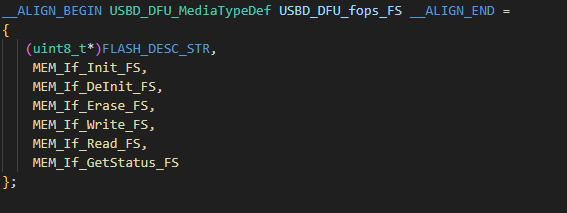 __ALIGN_BEGIN USBD_DFU_MediaTypeDef USBD_DFU_fops_FS __ALIGN_END =
{
(uint8_t*)FLASH_DESC_STR,
MEM_If_Init_FS,
MEM_If_DeInit_FS,
MEM_If_Erase_FS,
MEM_If_Write_FS,
MEM_If_Read_FS,
MEM_If_GetStatus_FS
};